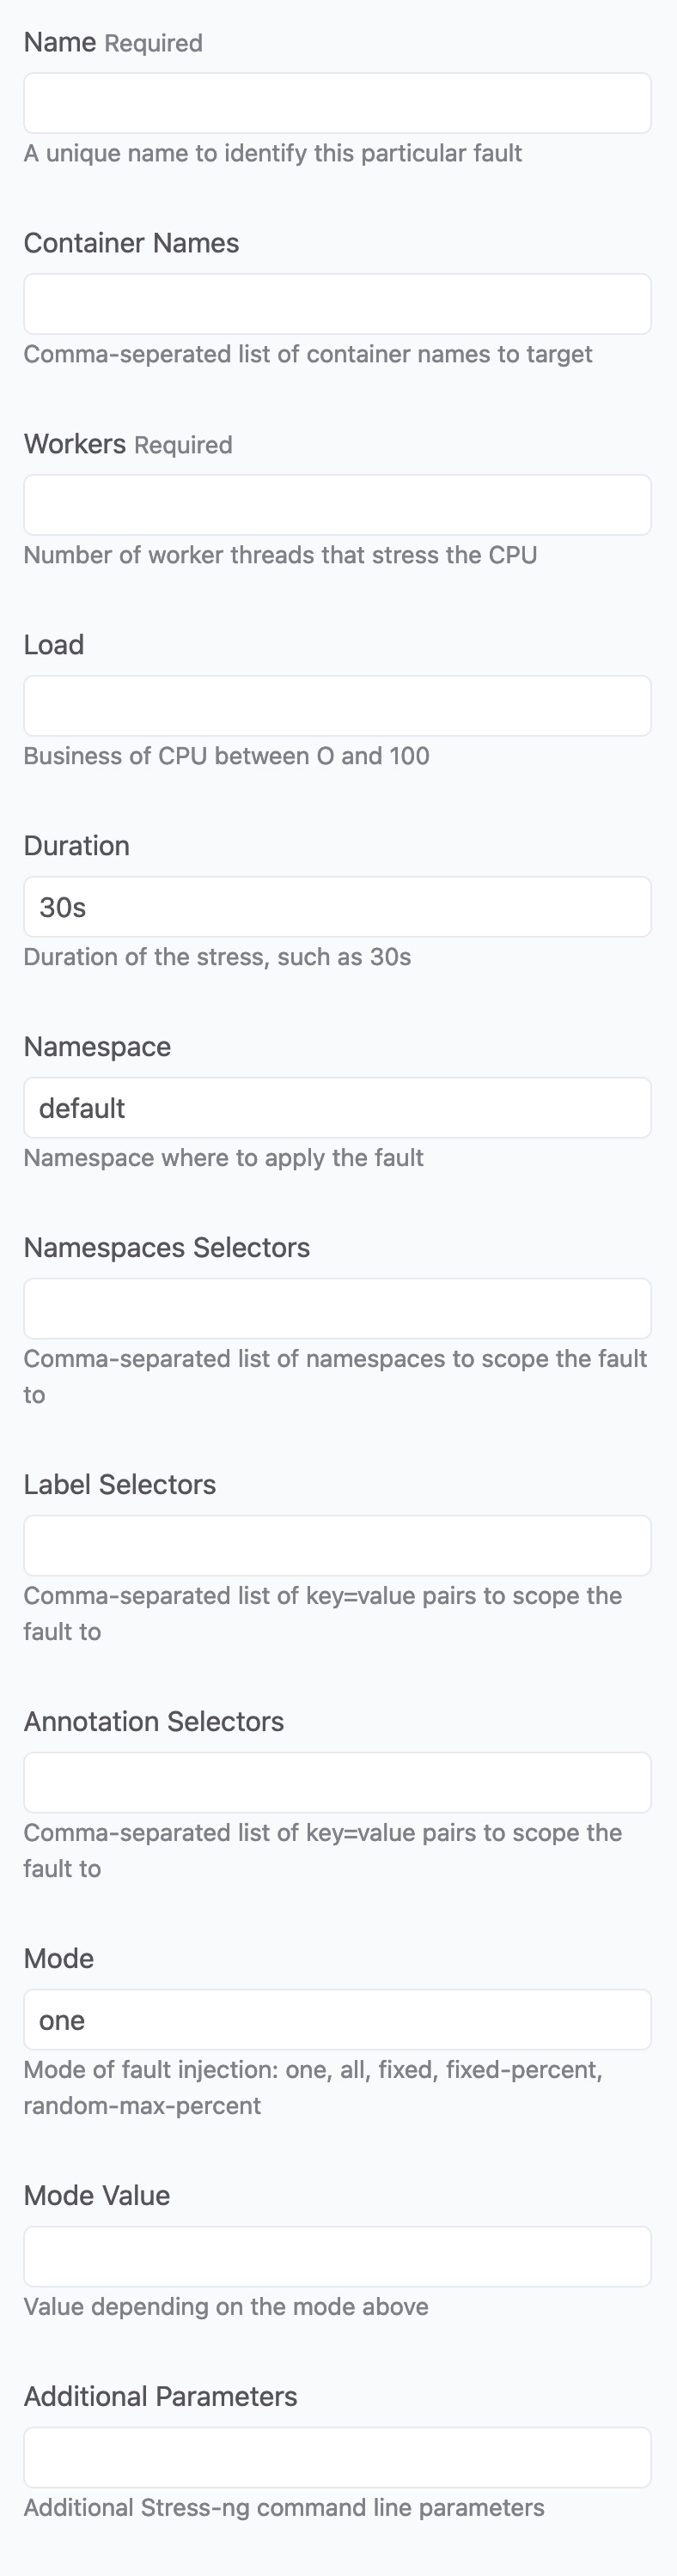 Name Required
A unique name to identify this particular fault
Container Names
Comma-seperated list of container names to target
Workers Required
Number of worker threads that stress the CPU
Load
Business of CPU between O and 100
Duration
30s
Duration of the stress, such as 30s
Namespace
default
Namespace where to apply the fault
Namespaces Selectors
Comma-separated list of namespaces to scope the fault
to
Label Selectors
Comma-separated list of key=value pairs to scope the
fault to
Annotation Selectors
Comma-separated list of key=value pairs to scope the
fault to
Mode
one
Mode of fault injection: one, all, fixed, fixed-percent,
random-max-percent
Mode Value
Value depending on the mode above
Additional Parameters
Additional Stress-ng command line parameters